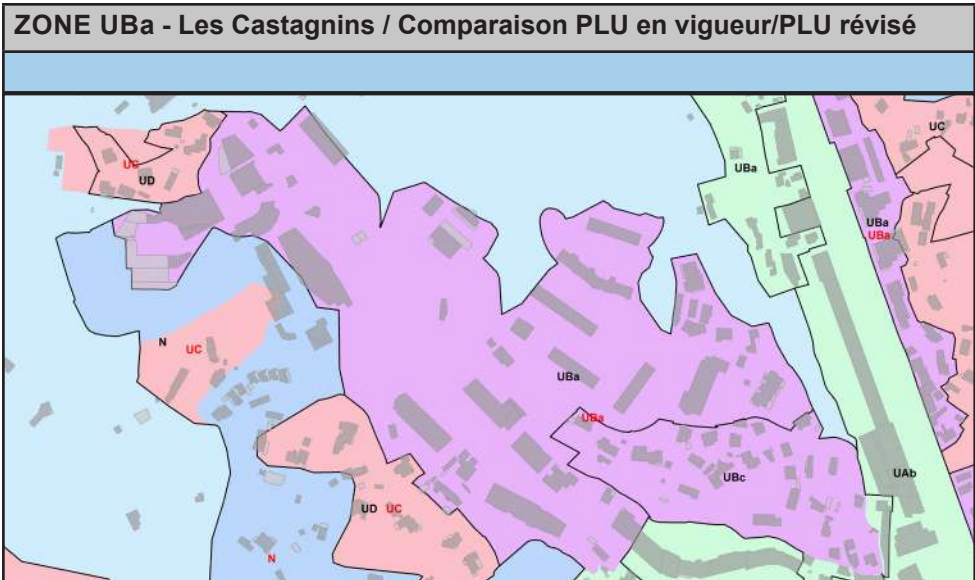 ZONE UBa - Les Castagnins / Comparaison PLU en vigueur/PLU révisé
UC
UC
UD
UBa
UBa
UBa
N
UC
UBa
UBa
UBc
UAb
UD UC
N